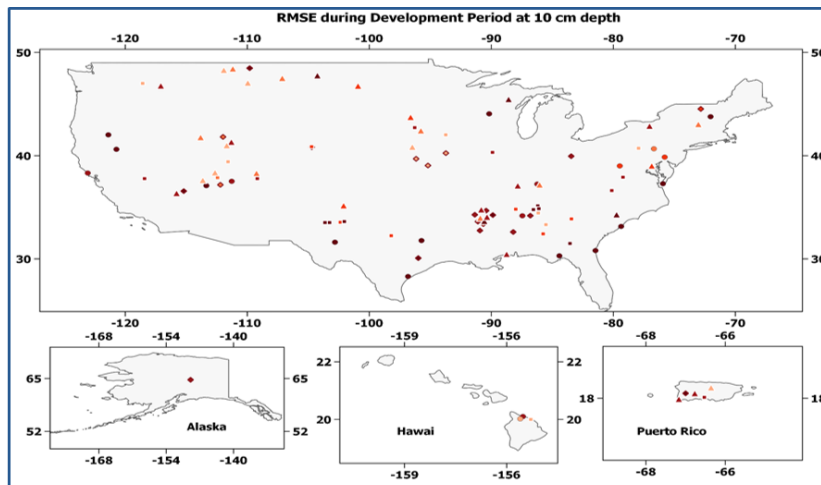 RMSE during Development Period at 10 cm depth
-120 -110 -100 -90 -80 -70
50 50
40 40
30 30
-120 -110 -100 -90 -80 -70
-168 -154 -140
65 65
52 52
Alaska
-168 -154 -140
-159 -156
22 22
20 20
Hawai
-159 -156
-68 -66
18 18
Puerto Rico
-68 -66